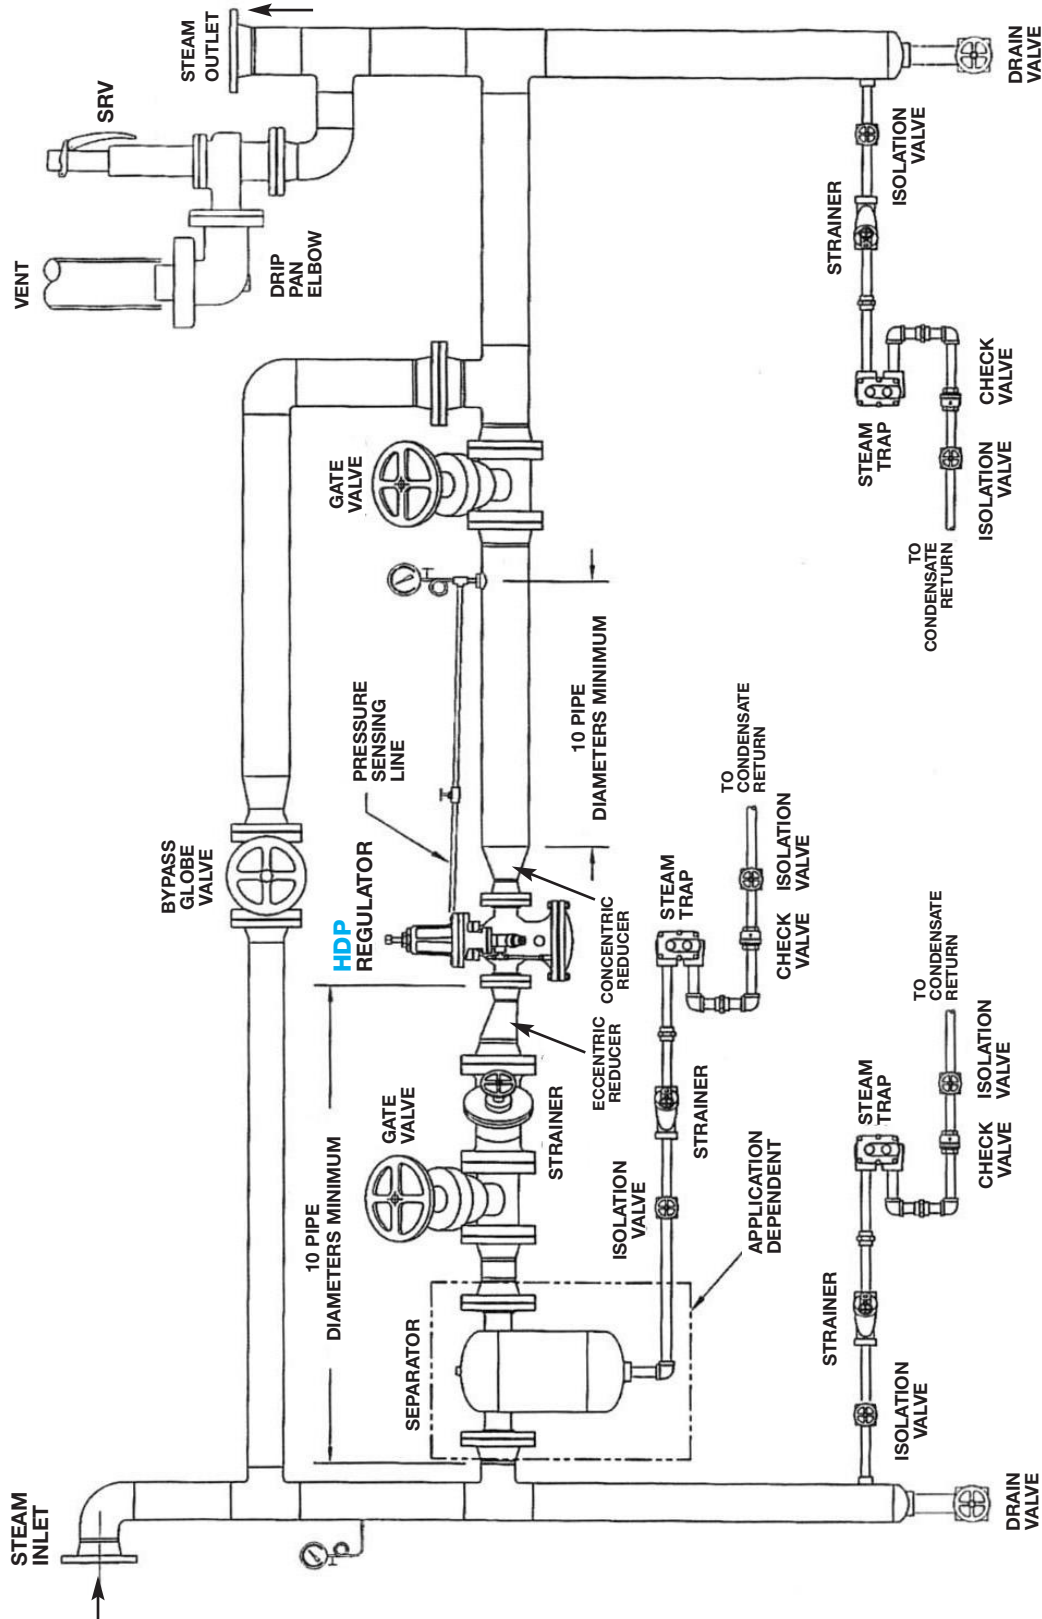 STEAM
INLET
BYPASS
GLOBE
VALVE
VENT
SRV
STEAM
OUTLET
DRIP
PAN
ELBOW
10 PIPE
DIAMETERS MINIMUM
GATE
VALVE
HDP
REGULATOR
PRESSURE
SENSING
LINE
GATE
VALVE
SEPARATOR
STRAINER
ECCENTRIC
REDUCER
CONCENTRIC
REDUCER
10 PIPE
DIAMETERS MINIMUM
ISOLATION
VALVE
STRAINER
STEAM
TRAP
CHECK
VALVE
ISOLATION
VALVE
TO
CONDENSATE
RETURN
APPLICATION
DEPENDENT
DRAIN
VALVE
ISOLATION
VALVE
STRAINER
STEAM
TRAP
CHECK
VALVE
ISOLATION
VALVE
TO
CONDENSATE
RETURN
TO
CONDENSATE
RETURN
ISOLATION
VALVE
CHECK
VALVE
STEAM
TRAP
STRAINER
ISOLATION
VALVE
DRAIN
VALVE